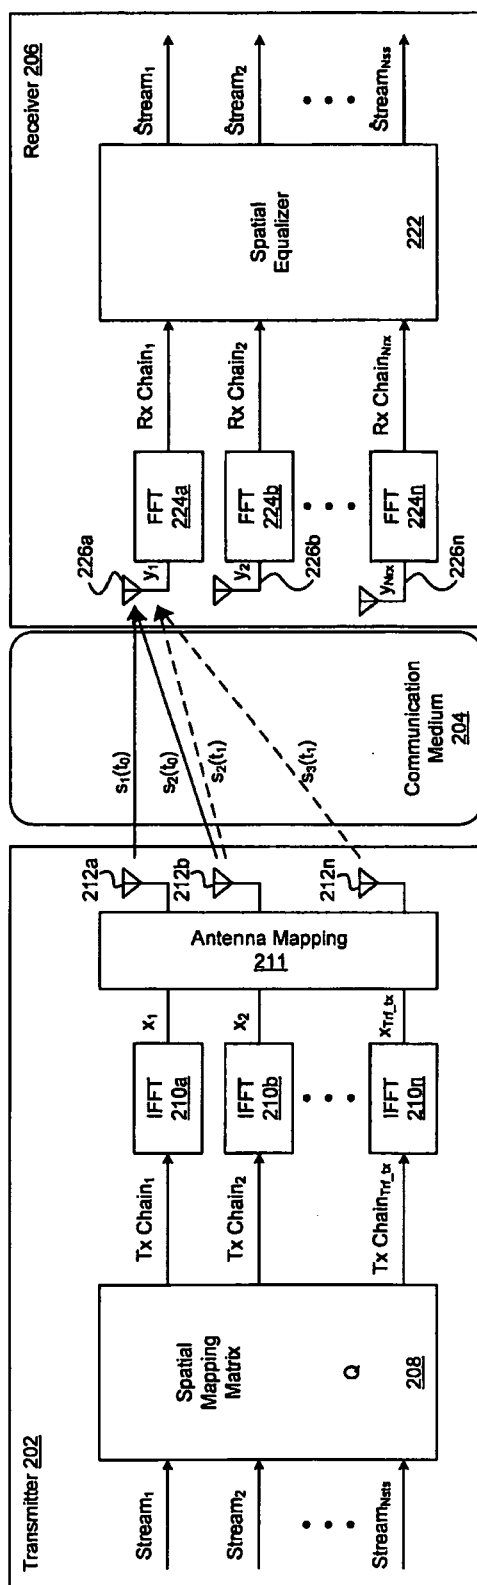 Transmitter 202
Stream1
Stream2
StreamNsts
Spatial
Mapping
Matrix
Q
208
Tx Chain1
Tx Chain2
Tx ChainTrf_tx
IFFT
210a
IFFT
210b
IFFT
210n
x1
x2
xTrf_tx
Antenna Mapping
211
212a
212b
212n
s1(t0)
s2(t0)
s2(t1)
s3(t1)
Communication
Medium
204
Receiver 206
226a
y1
y2
226b
yNrx
226n
FFT
224a
FFT
224b
FFT
224n
Rx Chain1
Rx Chain2
Rx ChainNrx
Spatial
Equalizer
222
Ŝtream1
Ŝtream2
ŜtreamNss